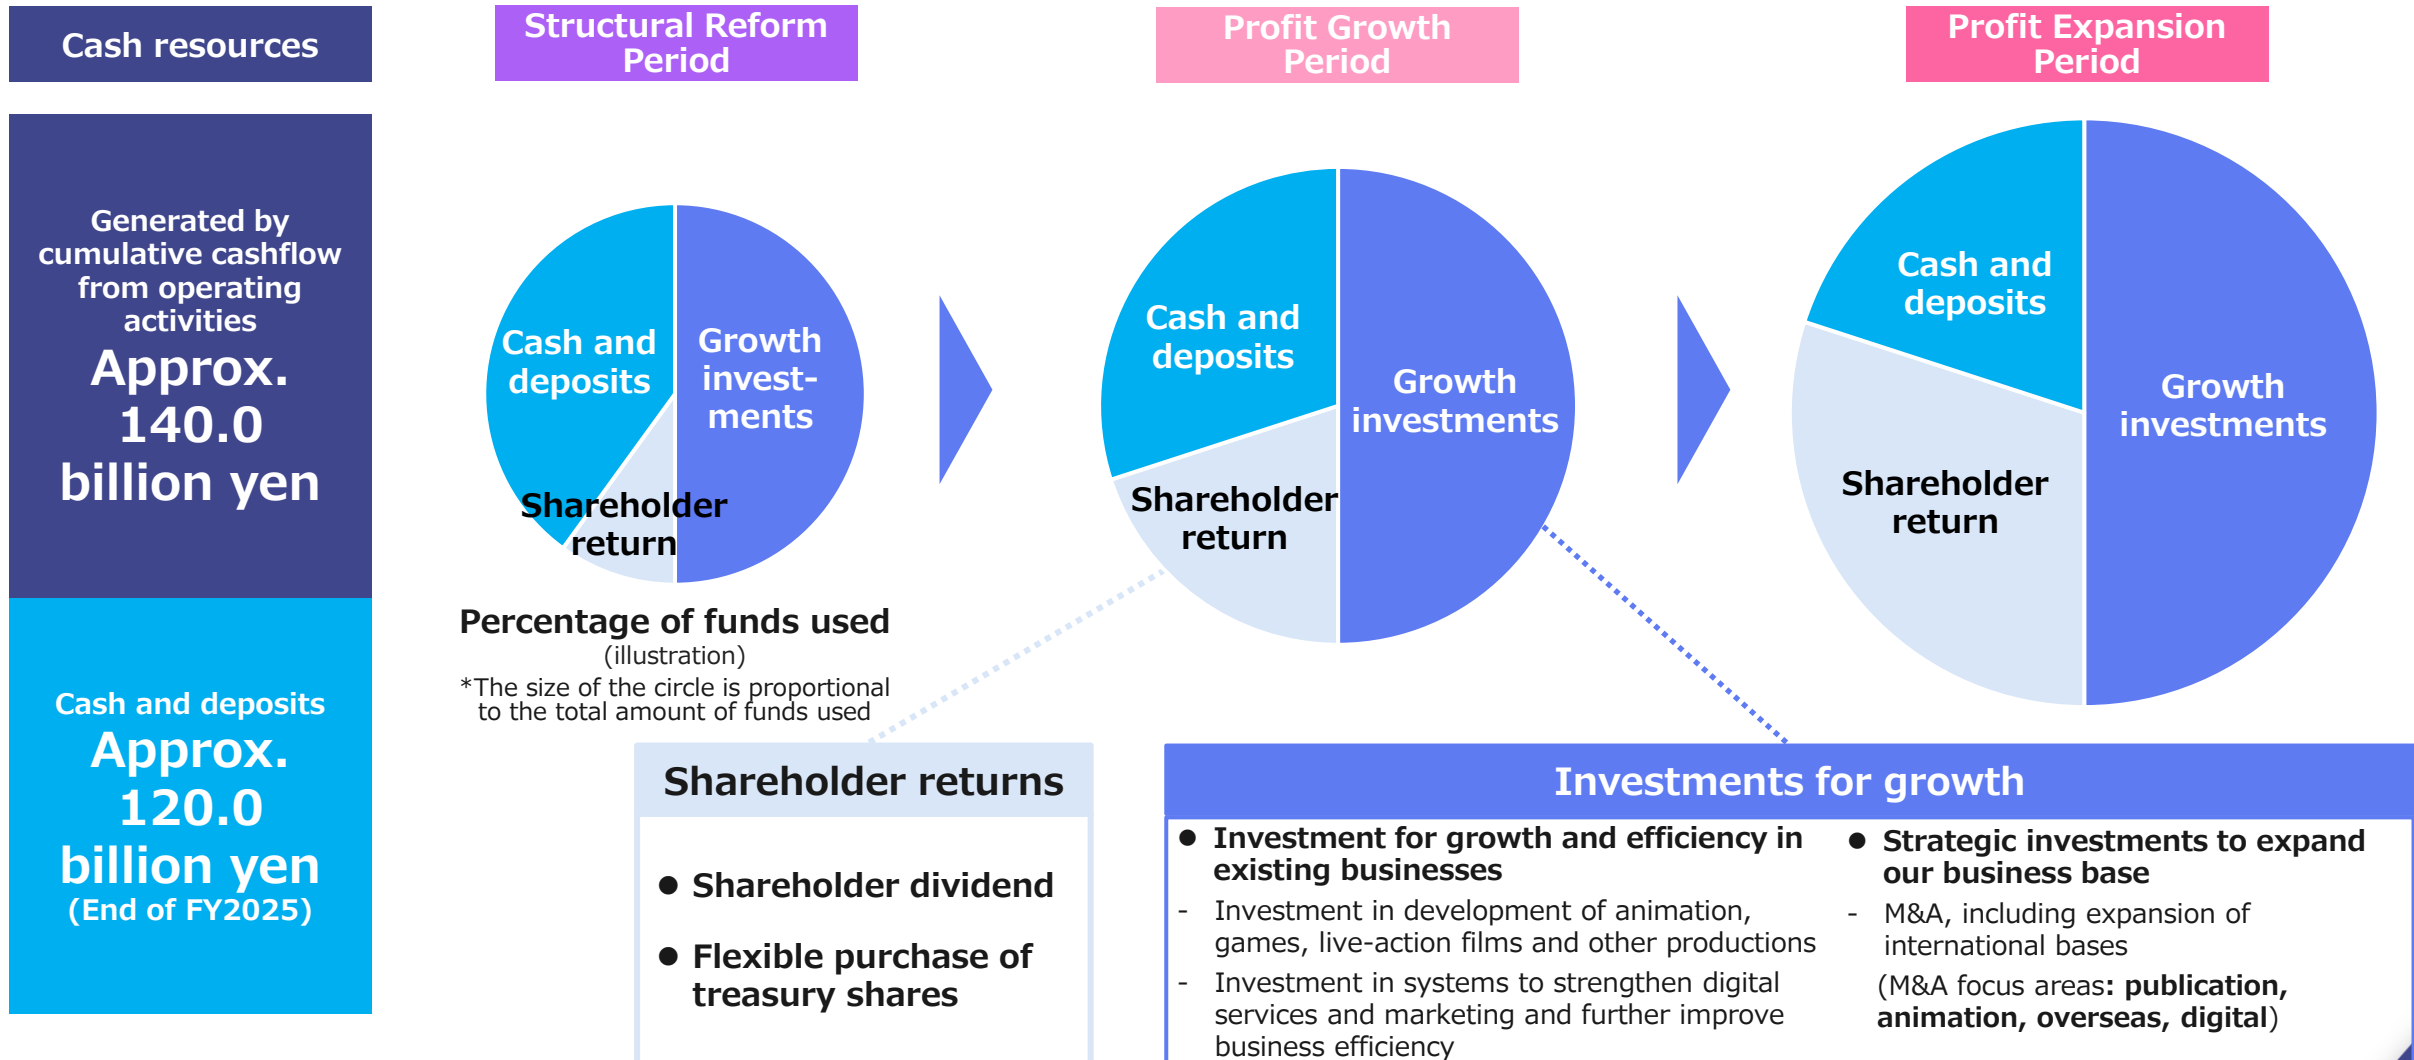 Cash resources
Generated by
cumulative cashflow
from operating
activities
Approx.
140.0
billion yen
Cash and deposits
Approx.
120.0
billion yen
(End of FY2025)
Structural Reform
Period
Cash and
deposits
Growth
invest-
ments
Shareholder
return
Percentage of funds used
(illustration)
*The size of the circle is proportional
to the total amount of funds used
Profit Growth
Period
Cash and
deposits
Growth
investments
Shareholder
return
Profit Expansion
Period
Cash and
deposits
Growth
investments
Shareholder
return
Shareholder returns
● Shareholder dividend
● Flexible purchase of
treasury shares
Investments for growth
● Investment for growth and efficiency in
existing businesses
- Investment in development of animation,
games, live-action films and other productions
- Investment in systems to strengthen digital
services and marketing and further improve
business efficiency
● Strategic investments to expand
our business base
- M&A, including expansion of
international bases
(M&A focus areas: publication,
animation, overseas, digital)